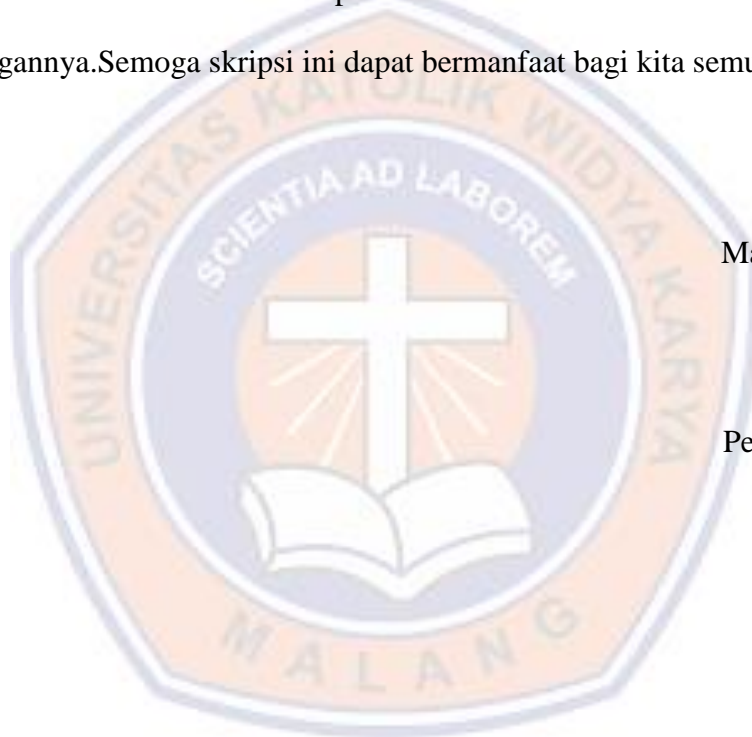 gannya.Semoga skripsi ini dapat bermanfaat bagi kita semu
UNIVERSITAS KATOLIK WIDYA KARYA
SCIENTIA AD LABOREM
Ma
Pe
MALANG